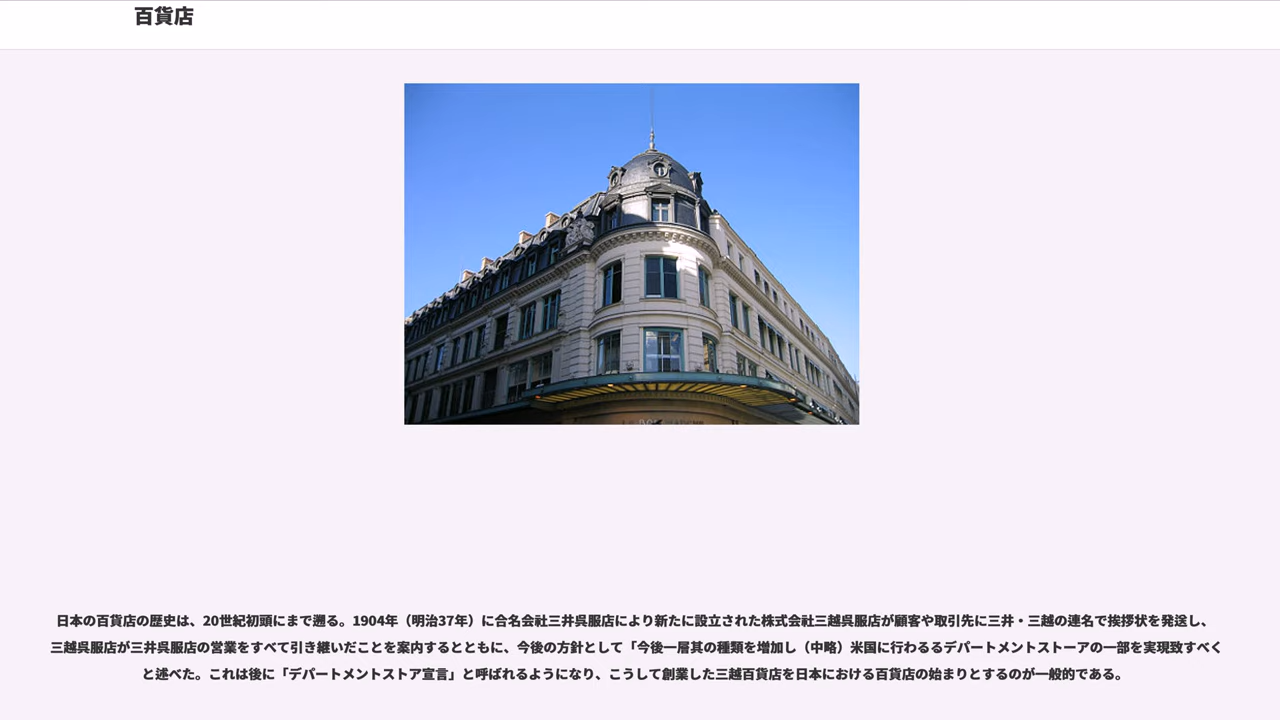 百貨店
日本の百貨店の歴史は、20世紀初頭にまで遡る。1904年（明治37年）に合名会社三井呉服店により新たに設立された株式会社三越呉服店が顧客や取引先に三井・三越の連名で挨拶状を発送し、
三越呉服店が三井呉服店の営業をすべて引き継いだことを案内するとともに、今後の方針として「今後一層其の種類を増加し（中略）米国に行わるるデパートメントストーアの一部を実現致すべく
と述べた。これは後に「デパートメントストア宣言」と呼ばれるようになり、こうして創業した三越百貨店を日本における百貨店の始まりとするのが一般的である。